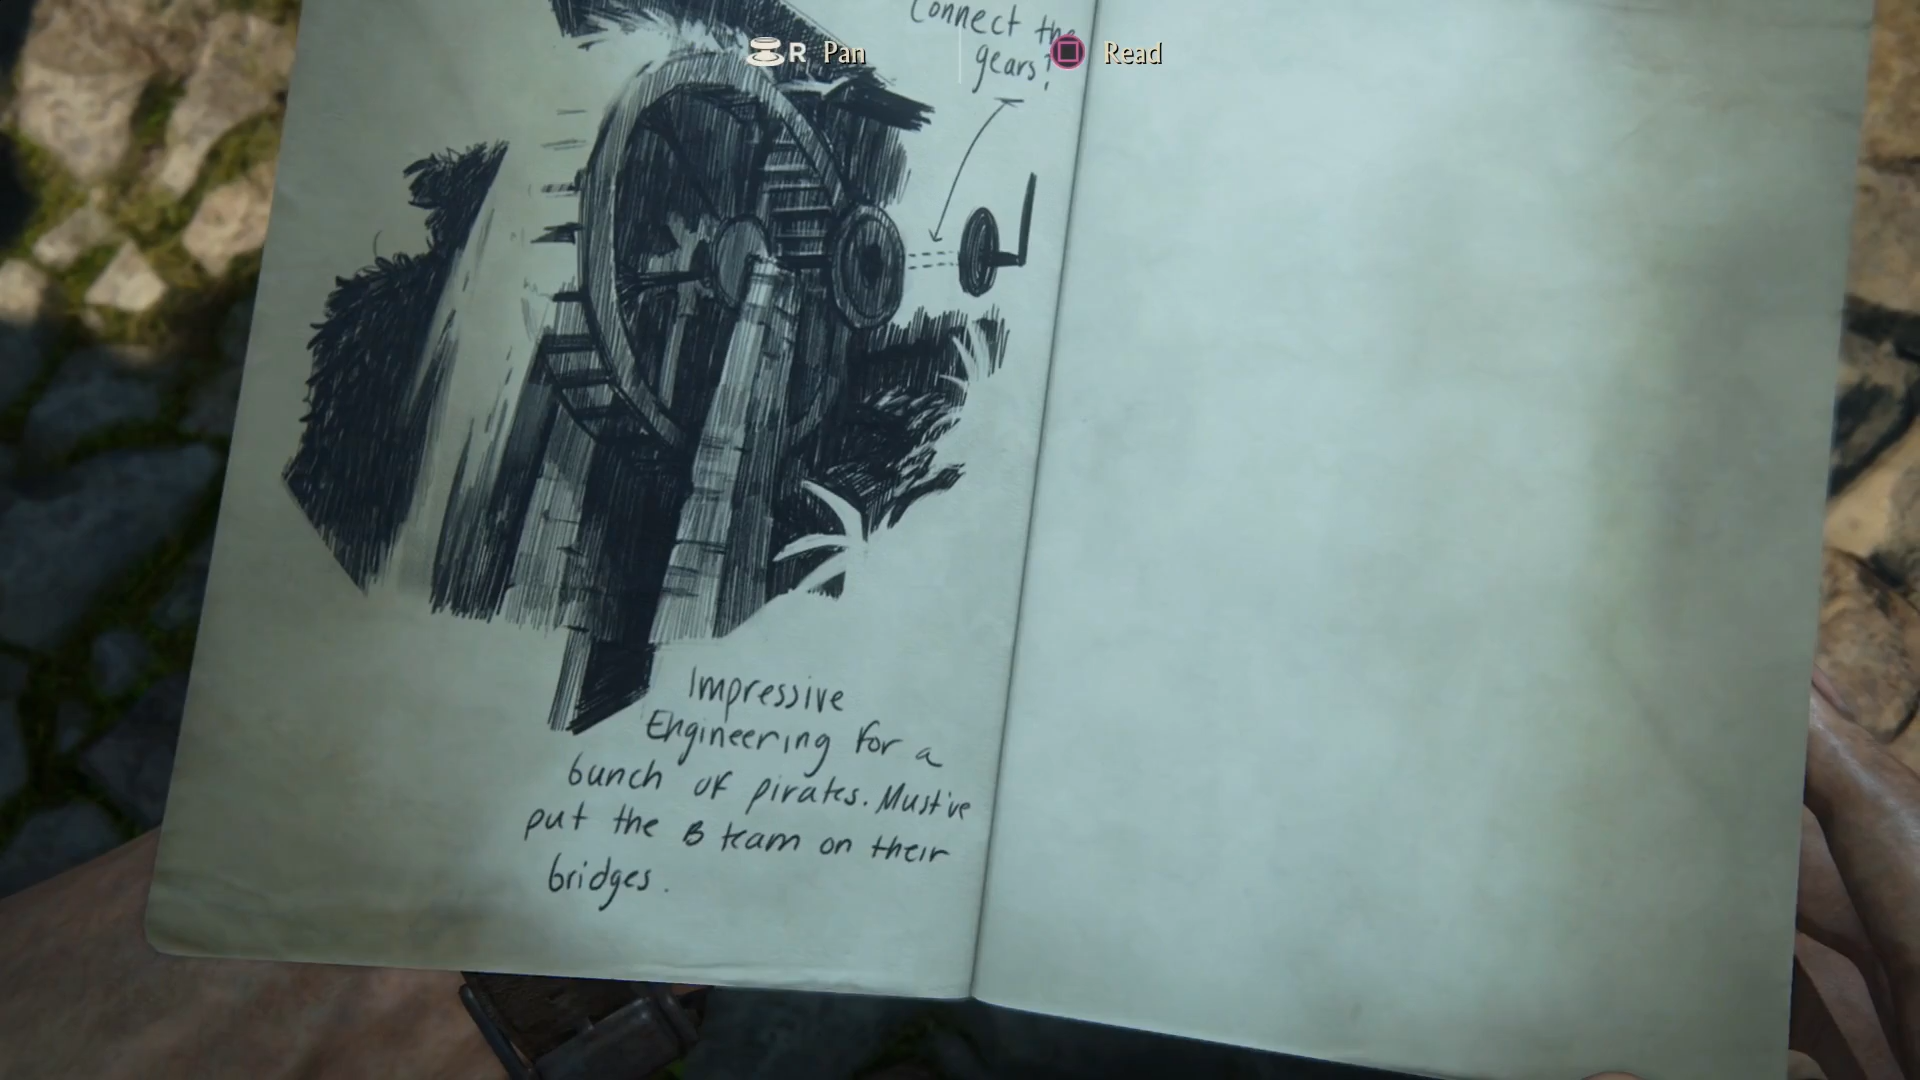 Connect the
gears?
R Pan
Read
Impressive
Engineering for a
bunch of pirates. Must've
put the B team on their
bridges.